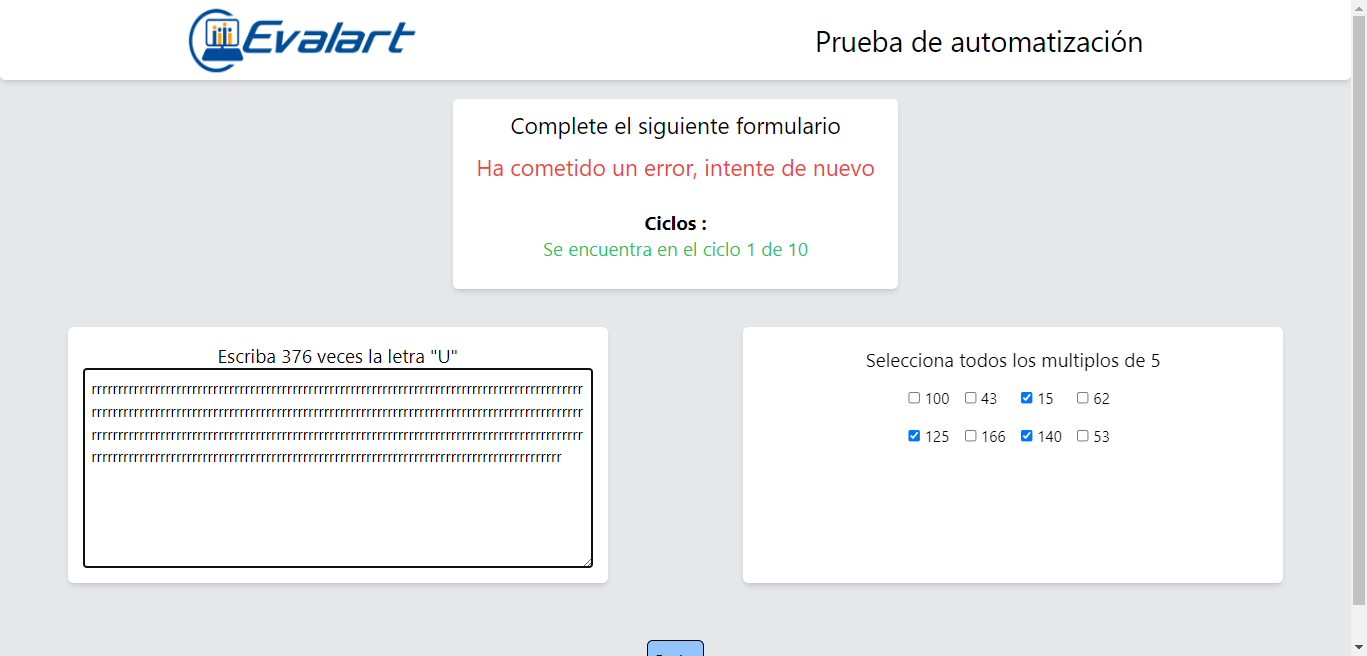 Evalart
Prueba de automatización
Complete el siguiente formulario
Ha cometido un error, intente de nuevo
Ciclos :
Se encuentra en el ciclo 1 de 10
Escriba 376 veces la letra "U"
Selecciona todos los multiplos de 5
100 43 15 62
125 166 140 53